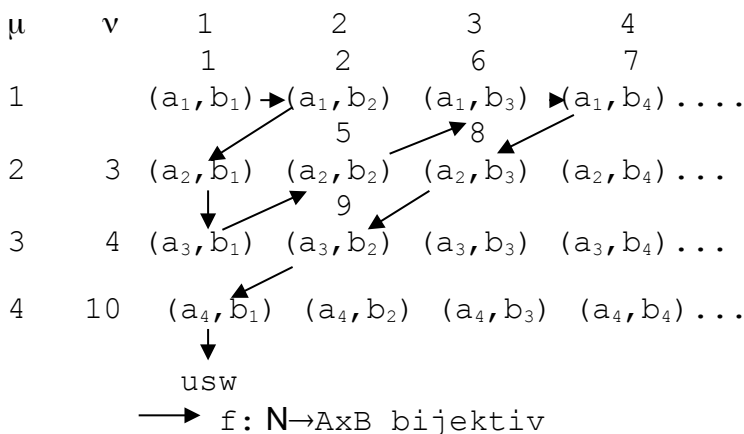 μ ν 1 2 3 4
1 2 6 7
1 (a₁,b₁) (a₁,b₂) (a₁,b₃) (a₁,b₄)....
5 8
2 3 (a₂,b₁) (a₂,b₂) (a₂,b₃) (a₂,b₄)...
9
3 4 (a₃,b₁) (a₃,b₂) (a₃,b₃) (a₃,b₄)...
4 10 (a₄,b₁) (a₄,b₂) (a₄,b₃) (a₄,b₄)...
usw
f: N→AxB bijektiv